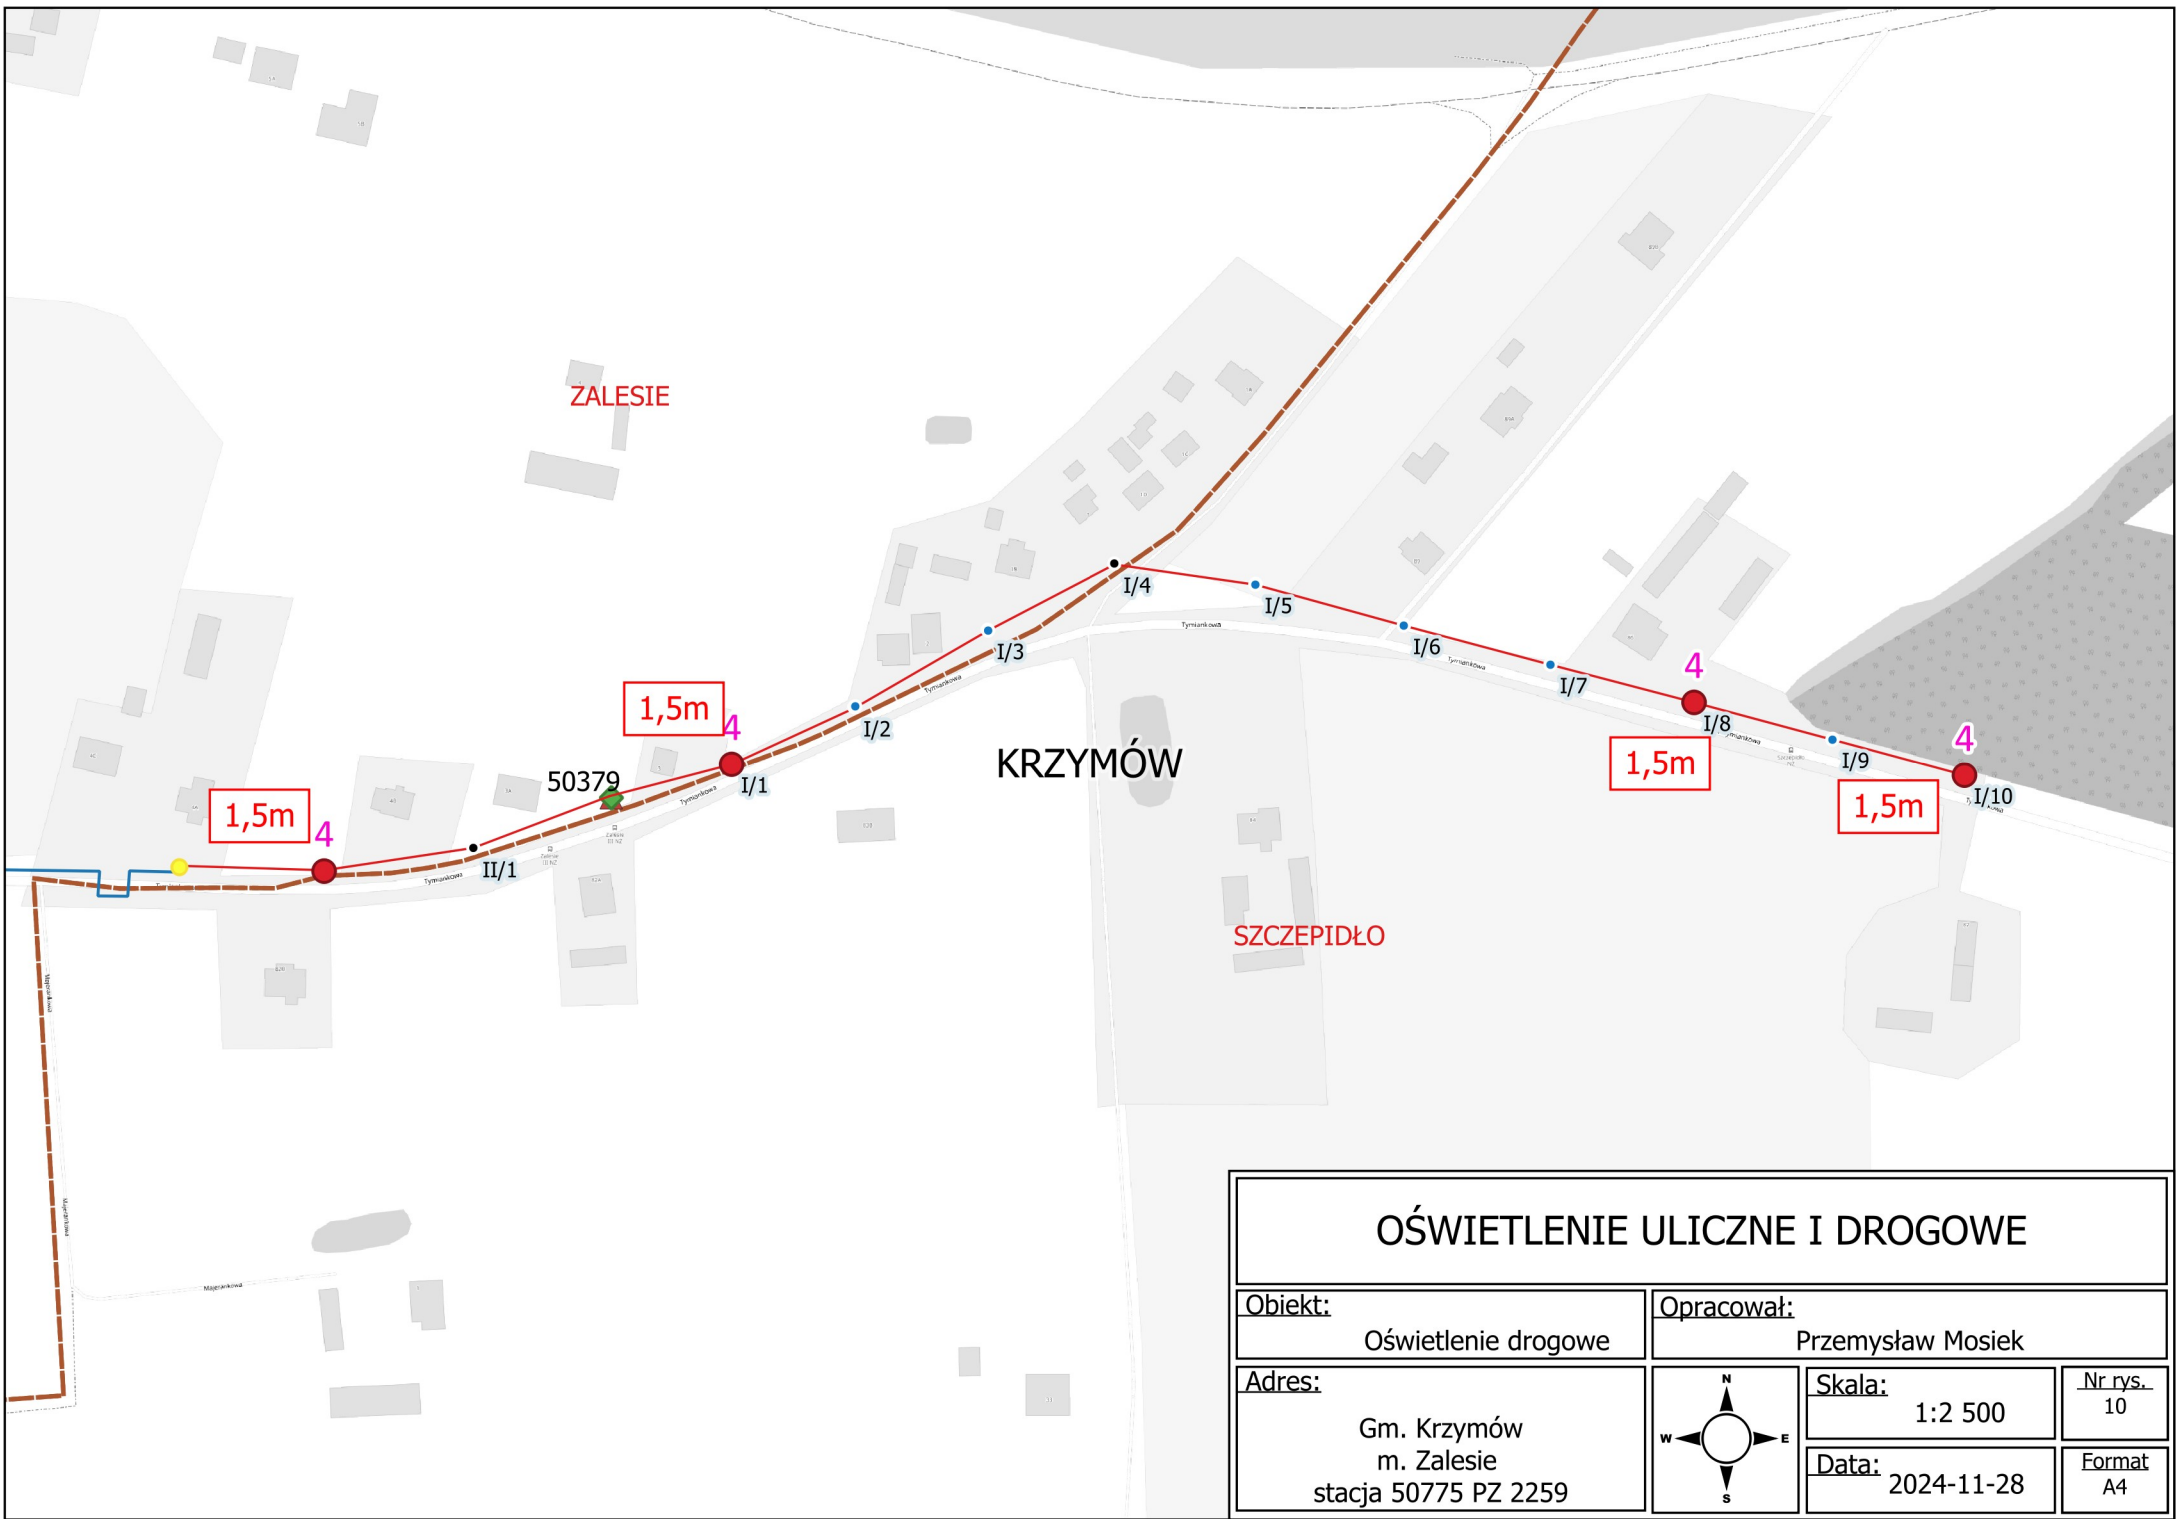 ZALESIE
I/4
I/5
I/3
I/6
I/7
Tymiankowa
Tymiankowa
Tymiankowa
4
1,5m
4
I/2
I/8
Tymiankowa
4
KRZYMÓW
I/9
1,5m
50379
I/1
Tymiankowa
1,5m
I/10
1,5m
4
II/1
Tymiankowa
SZCZEPIDŁO
Majerankowa
Majerankowa
Majerankowa
OŚWIETLENIE ULICZNE I DROGOWE
Obiekt:
Oświetlenie drogowe
Opracował:
Przemysław Mosiek
Adres:
Gm. Krzymów
m. Zalesie
stacja 50775 PZ 2259
N
W
E
S
Skala:
1:2 500
Nr rys.
10
Data:
2024-11-28
Format
A4